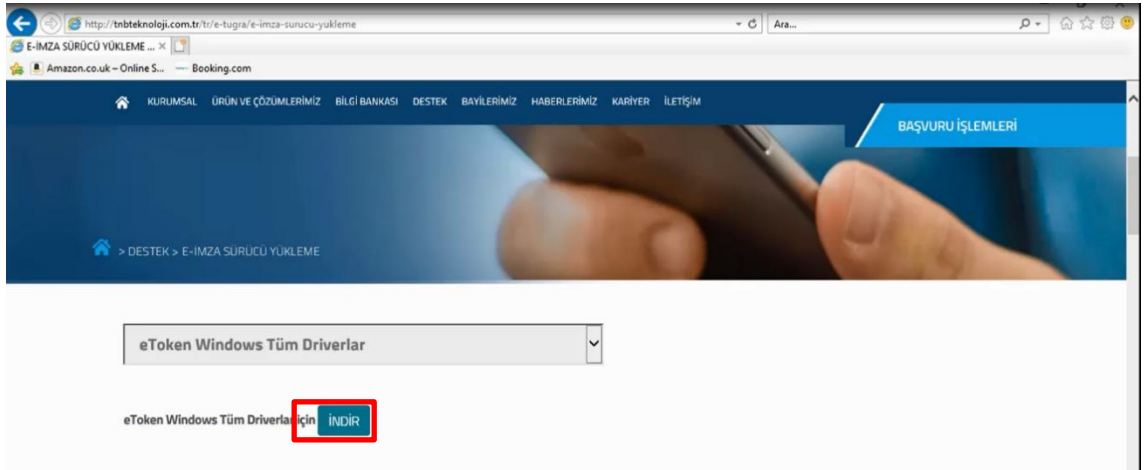 http://tnbteknoloji.com.tr/tr/e-tugra/e-imza-surucu-yukleme
Ara...
E-İMZA SÜRÜCÜ YÜKLEME ...
Amazon.co.uk – Online S...
Booking.com
KURUMSAL ÜRÜN VE ÇÖZÜMLERİMİZ BİLGİ BANKASI DESTEK BAYİLERİMİZ HABERLERİMİZ KARİYER İLETİŞİM
BAŞVURU İŞLEMLERİ
> DESTEK > E-IMZA SÜRÜCÜ YÜKLEME
eToken Windows Tüm Driverlar
eToken Windows Tüm Driverlar için İNDİR